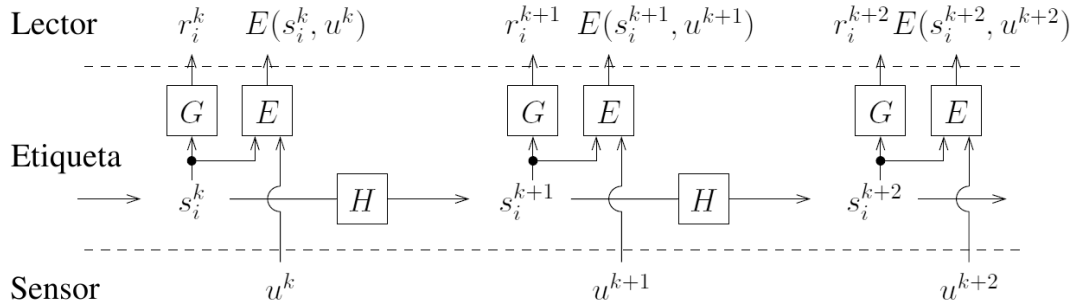 Lector r_i^k E(s_i^k, u^k) r_i^{k+1} E(s_i^{k+1}, u^{k+1}) r_i^{k+2} E(s_i^{k+2}, u^{k+2})
G E G E G E
Etiqueta
s_i^k H s_i^{k+1} H s_i^{k+2}
Sensor u^k u^{k+1} u^{k+2}